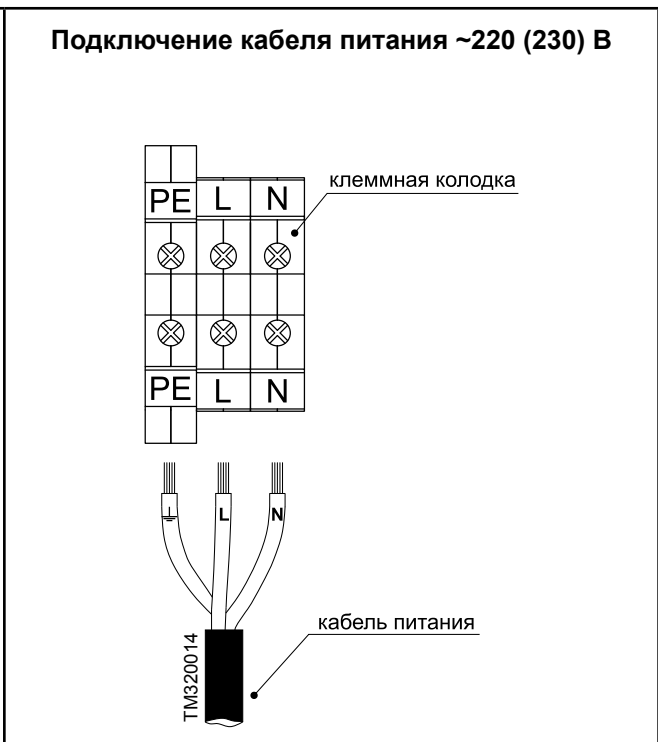 Подключение кабеля питания ~220 (230) В
клеммная колодка
PE L N
PE L N
L N
кабель питания
TM320014